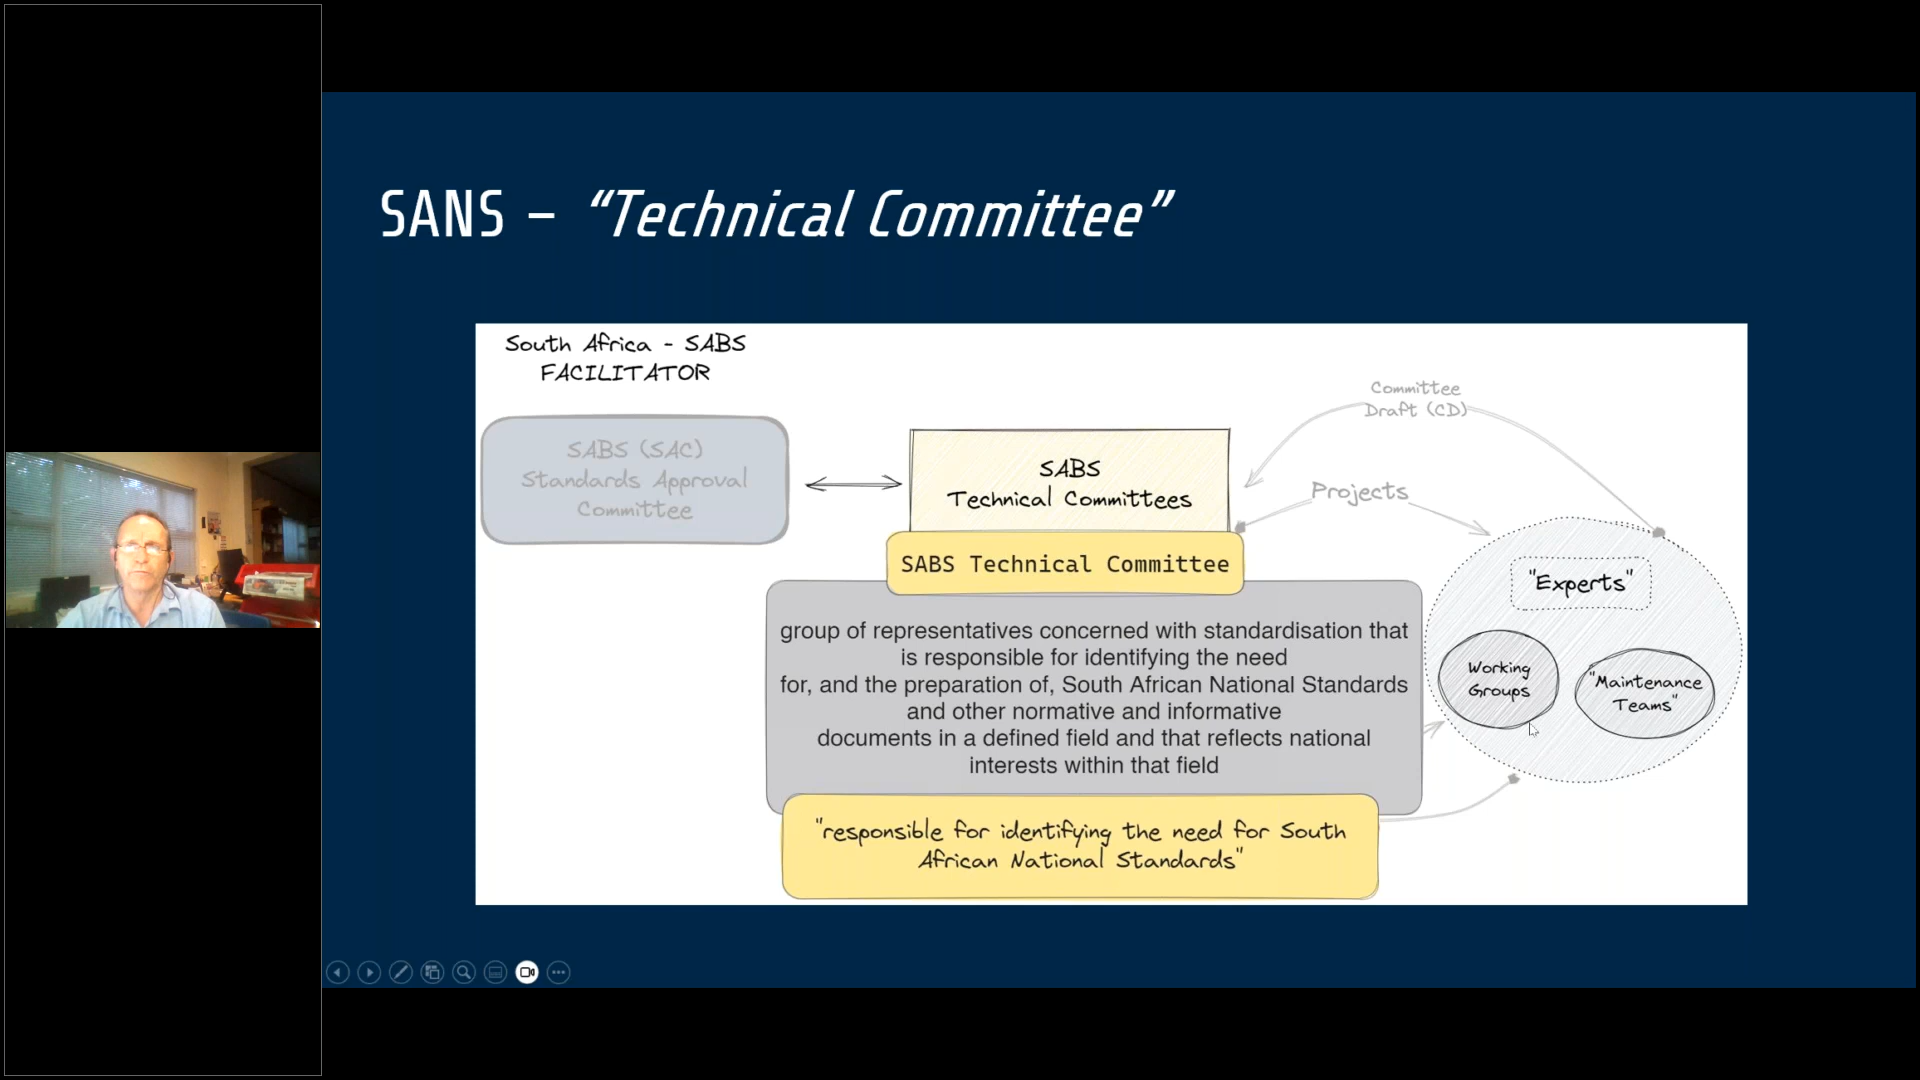 SANS – “Technical Committee”
South Africa - SABS
FACILITATOR
SABS (SAC)
Standards Approval
Committee
SABS
Technical Committees
Committee
Draft (CD)
Projects
SABS Technical Committee
group of representatives concerned with standardisation that
is responsible for identifying the need
for, and the preparation of, South African National Standards
and other normative and informative
documents in a defined field and that reflects national
interests within that field
"responsible for identifying the need for South
African National Standards"
"Experts"
Working
Groups
"Maintenance
Teams"